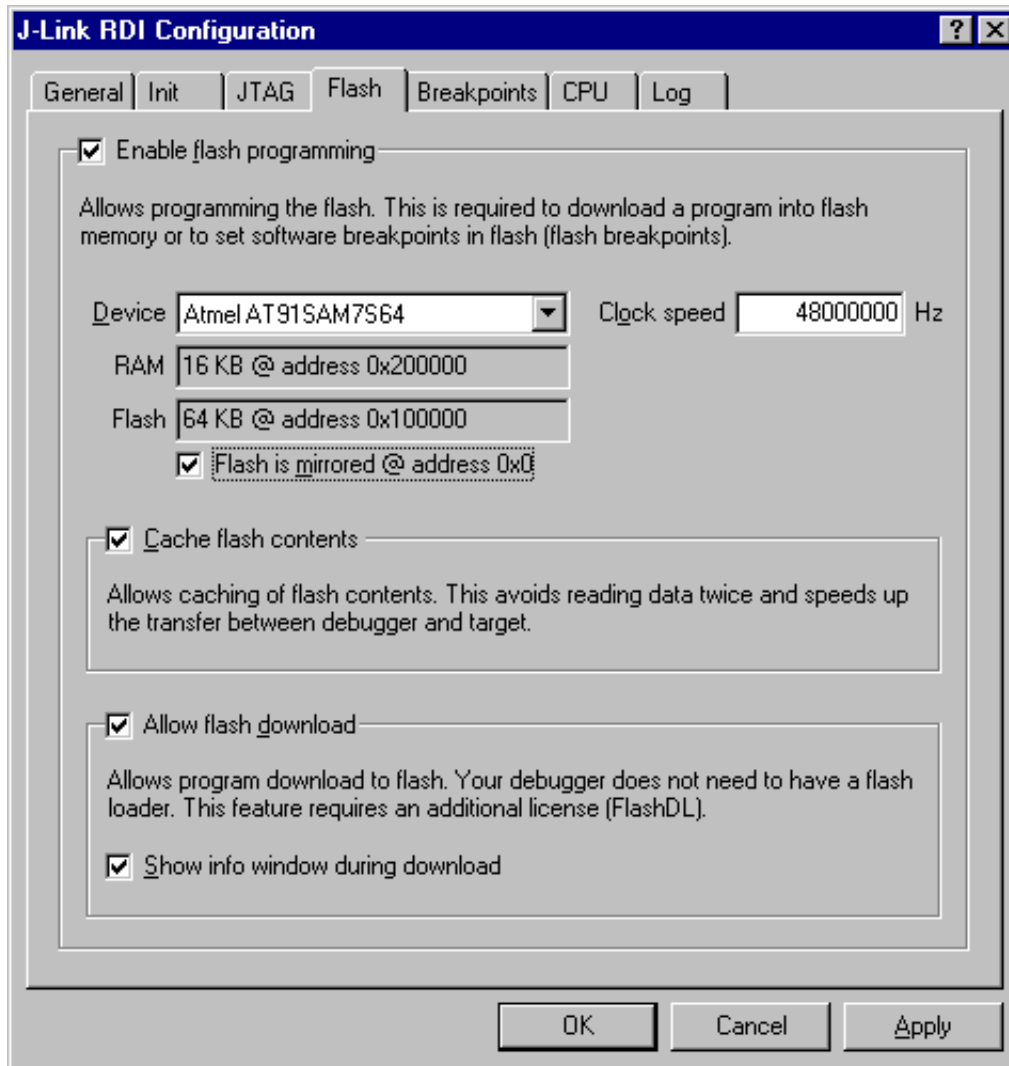 J-Link RDI Configuration
General Init JTAG Flash Breakpoints CPU Log
Enable flash programming
Allows programming the flash. This is required to download a program into flash
memory or to set software breakpoints in flash (flash breakpoints).
Device Atmel AT91SAM7S64 Clock speed 48000000 Hz
RAM 16 KB @ address 0x200000
Flash 64 KB @ address 0x100000
Flash is mirrored @ address 0x0
Cache flash contents
Allows caching of flash contents. This avoids reading data twice and speeds up
the transfer between debugger and target.
Allow flash download
Allows program download to flash. Your debugger does not need to have a flash
loader. This feature requires an additional license (FlashDL).
Show info window during download
OK Cancel Apply